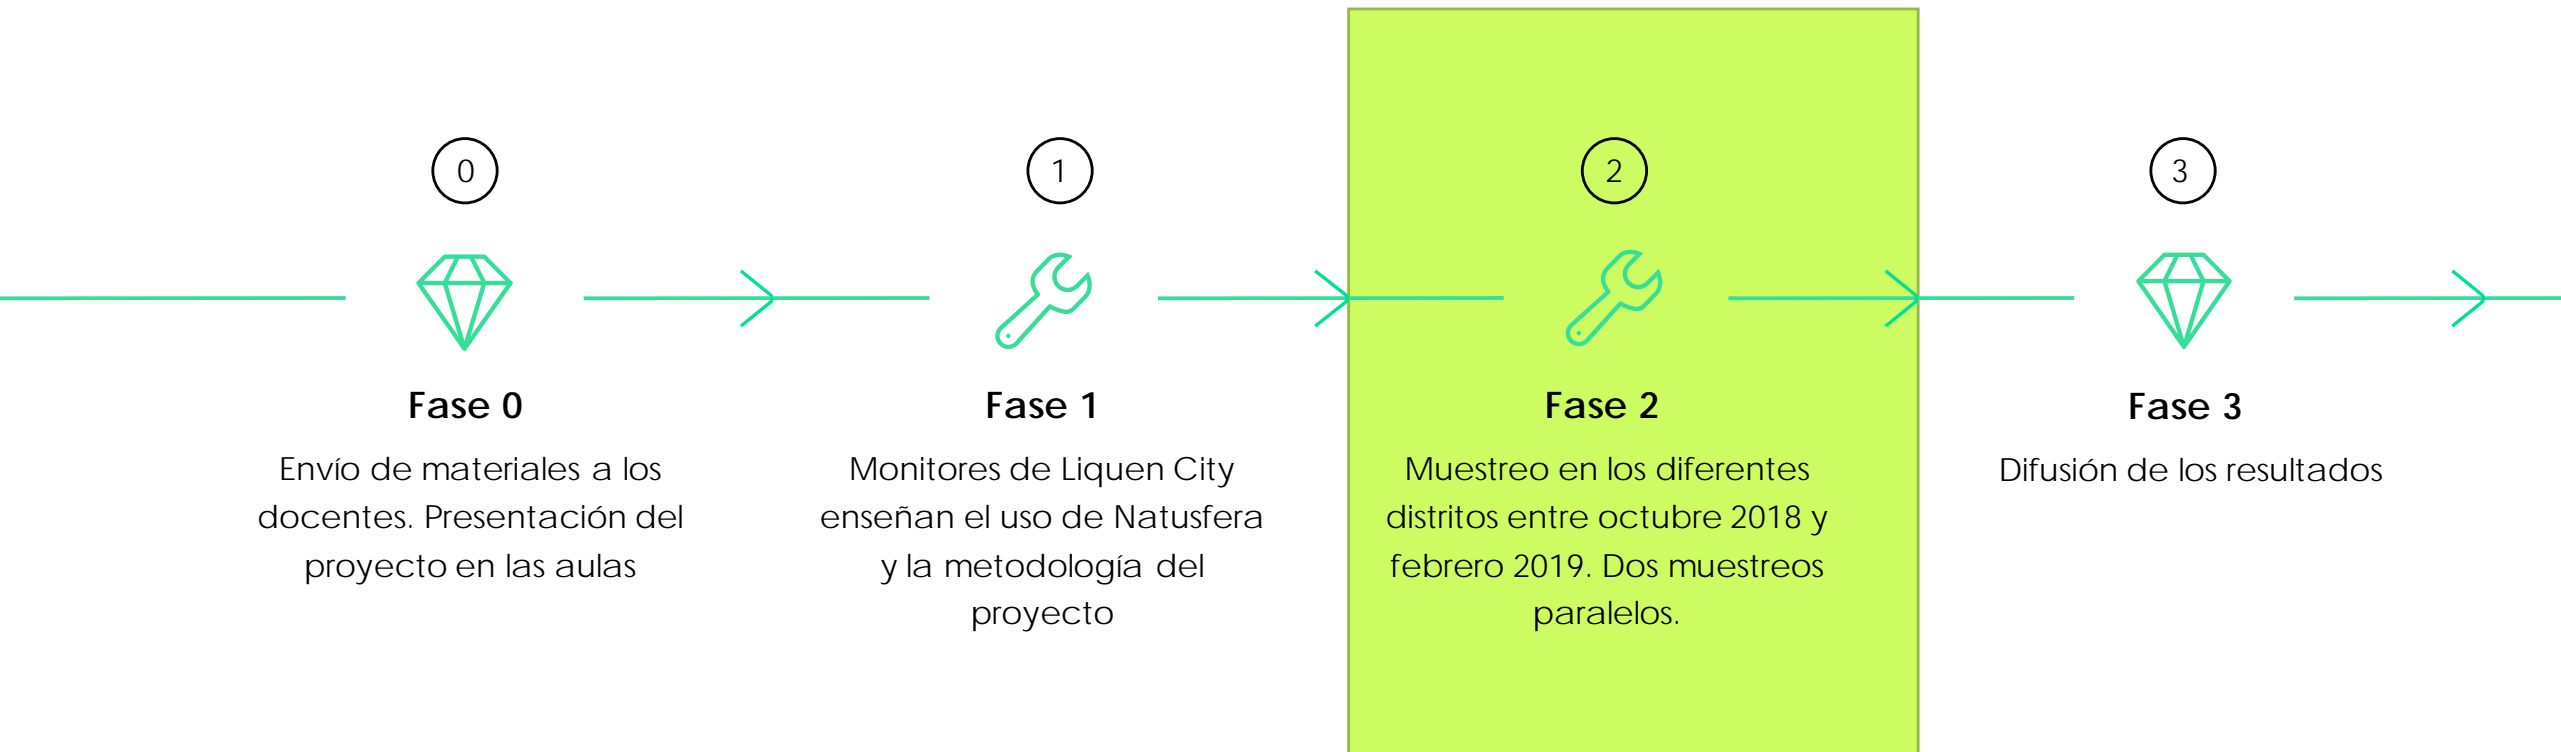 0
Fase 0
Envío de materiales a los
docentes. Presentación del
proyecto en las aulas
1
Fase 1
Monitores de Liquen City
enseñan el uso de Natusfera
y la metodología del
proyecto
2
Fase 2
Muestreo en los diferentes
distritos entre octubre 2018 y
febrero 2019. Dos muestreos
paralelos.
3
Fase 3
Difusión de los resultados